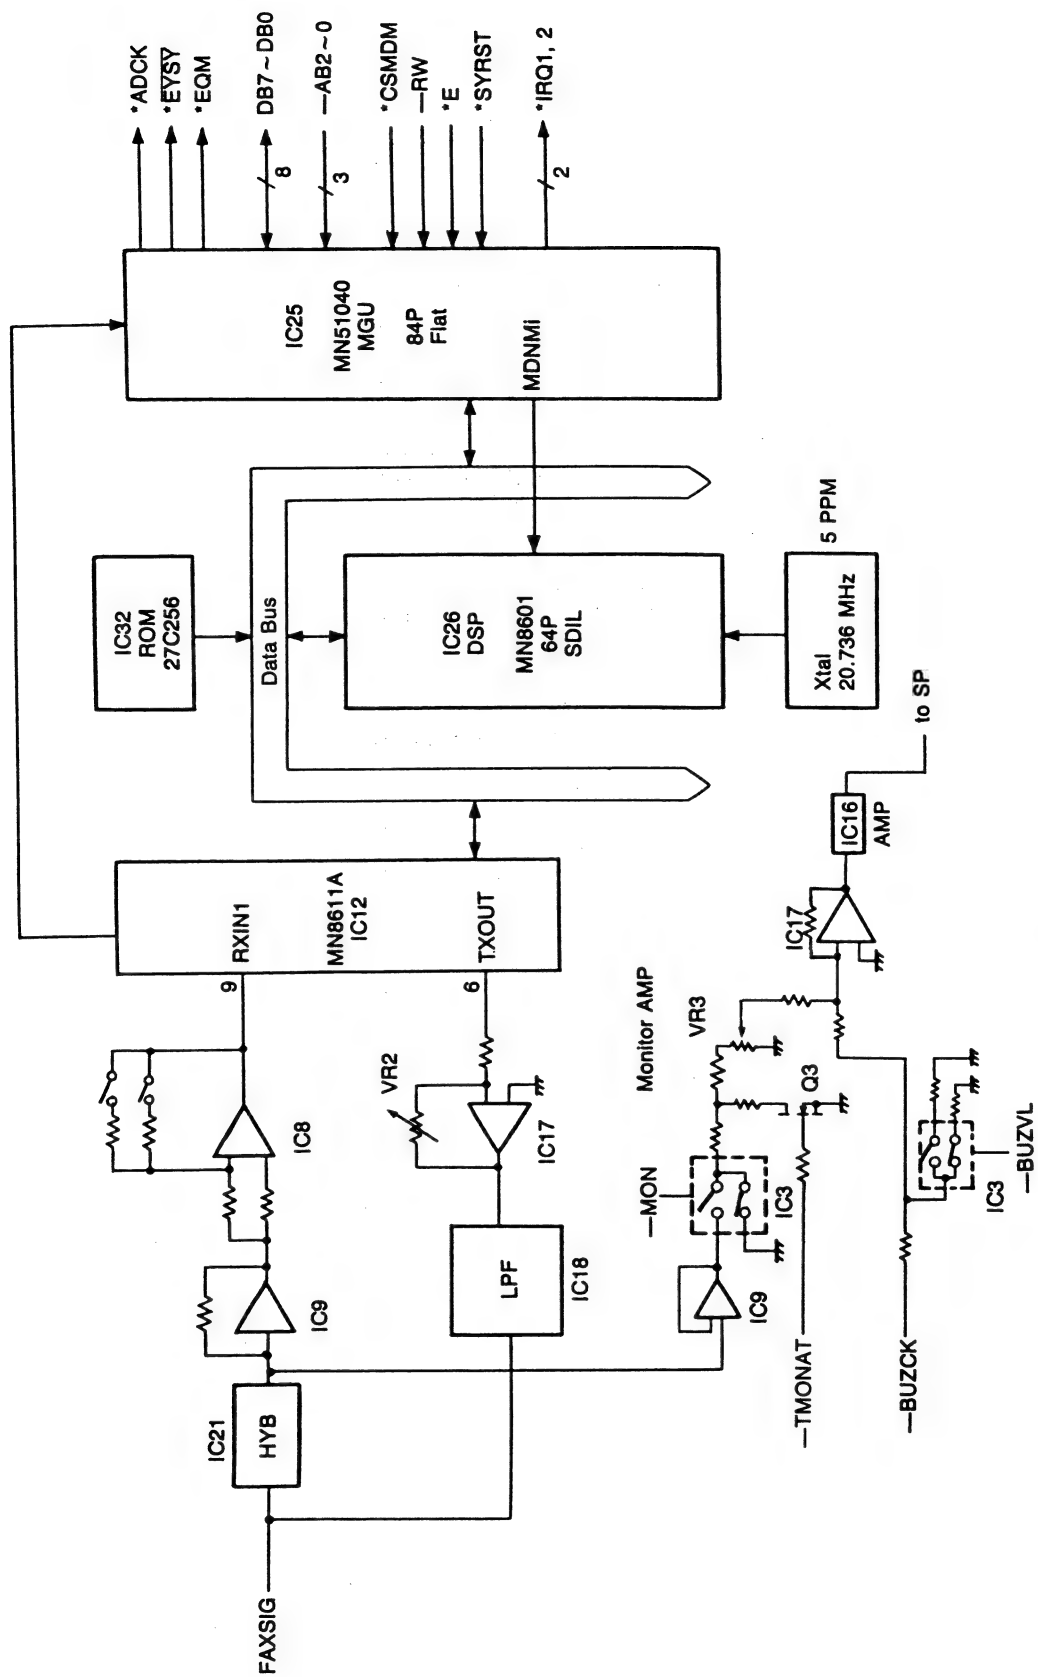 *ADCK
*EYSY
*EQM
DB7~DB0
8
—AB2~0
3
*CSMDM
—RW
*E
*SYRST
*IRQ1, 2
2
IC25
MN51040
MGU
84P
Flat
MDNMi
IC32
ROM
27C256
Data Bus
IC26
DSP
MN8601
64P
SDIL
5 PPM
Xtal
20.736 MHz
RXIN1
MN8611A
IC12
TXOUT
9
6
IC8
VR2
IC17
IC9
LPF
IC18
IC21
HYB
FAXSIG
Monitor AMP
VR3
—MON
IC3
IC9
Q3
—TMONAT
IC17
IC16
AMP
to SP
—BUZCK
IC3
—BUZVL